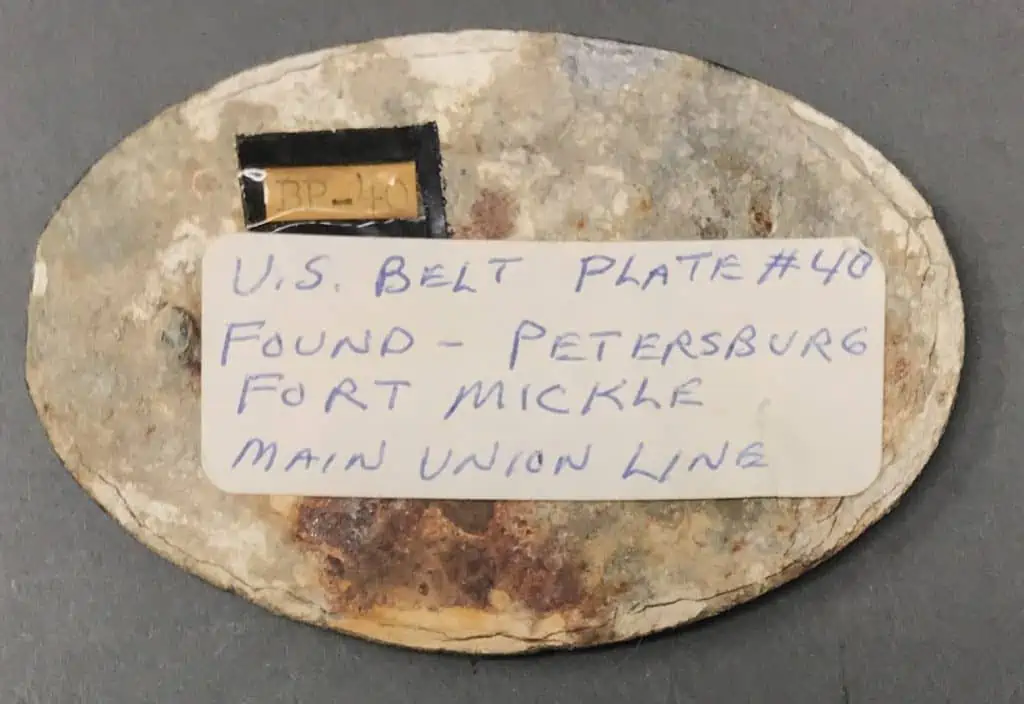 BP-40
U.S. BELT PLATE #40
FOUND - PETERSBURG
FORT MICKLE
MAIN UNION LINE